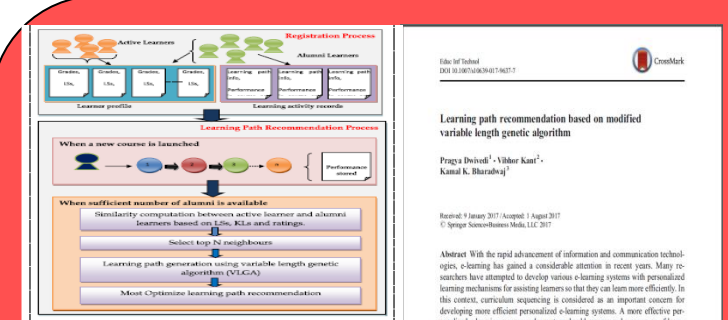 Registration Process
Active Learners
Alumni Learners
Grades, Grades, Grades, Grades,
LSs, LSs, LSs, LSs,
Learning path Learning path Learning path
info, info, info,
Performance Performance Performance
Learner profile
Learning activity records
Learning Path Recommendation Process
When a new course is launched
1 2 3
Performance
stored
When sufficient number of alumni is available
Similarity computation between active learner and alumni
learners based on LSs, KLs and ratings.
Select top N neighbours
Learning path generation using variable length genetic
algorithm (VLGA)
Most Optimize learning path recommendation
Educ Inf Technol
DOI 10.1007/s10639-017-9637-7
CrossMark
Learning path recommendation based on modified
variable length genetic algorithm
Pragya Dwivedi1 · Vibhor Kant2 ·
Kamal K. Bharadwaj3
Received: 9 January 2017 / Accepted: 1 August 2017
© Springer Science+Business Media, LLC 2017
Abstract With the rapid advancement of information and communication technol-
ogies, e-learning has gained a considerable attention in recent years. Many re-
searchers have attempted to develop various e-learning systems with personalized
learning mechanisms for assisting learners so that they can learn more efficiently. In
this context, curriculum sequencing is considered as an important concern for
developing more efficient personalized e-learning systems. A more effective per-